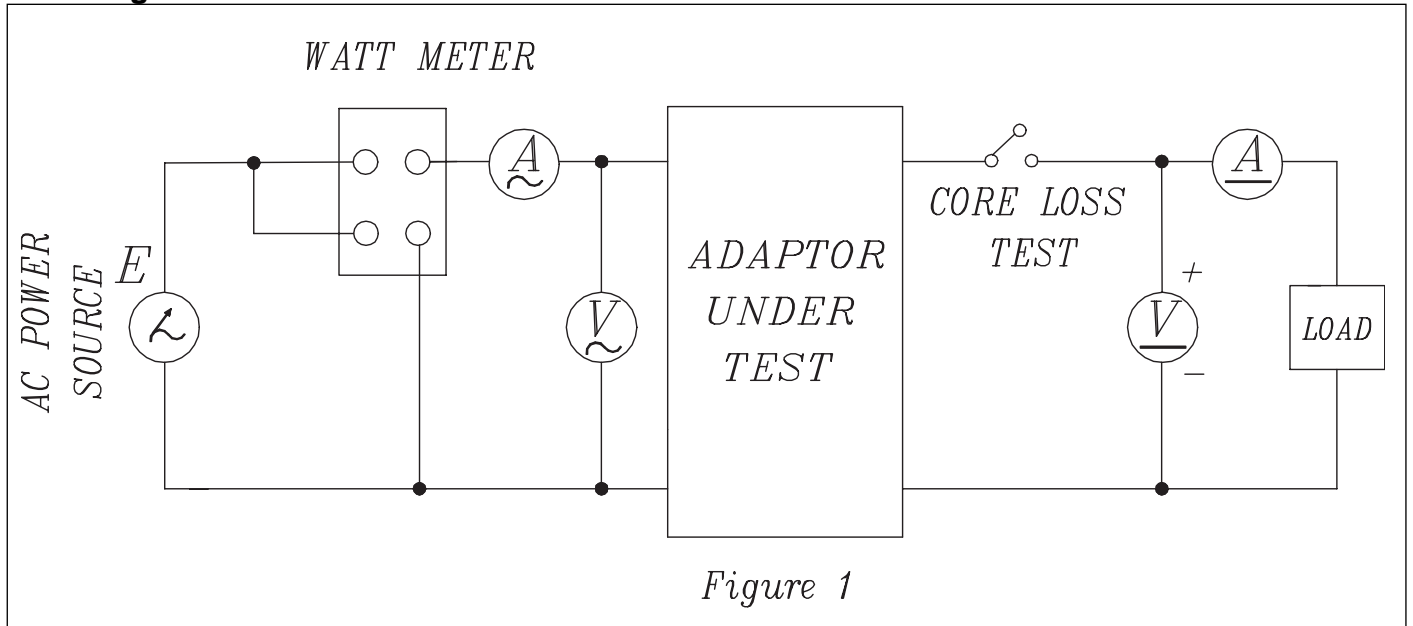 WATT METER
AC POWER
SOURCE
E
A
V
ADAPTOR
UNDER
TEST
CORE LOSS
TEST
V
+
−
A
LOAD
Figure 1